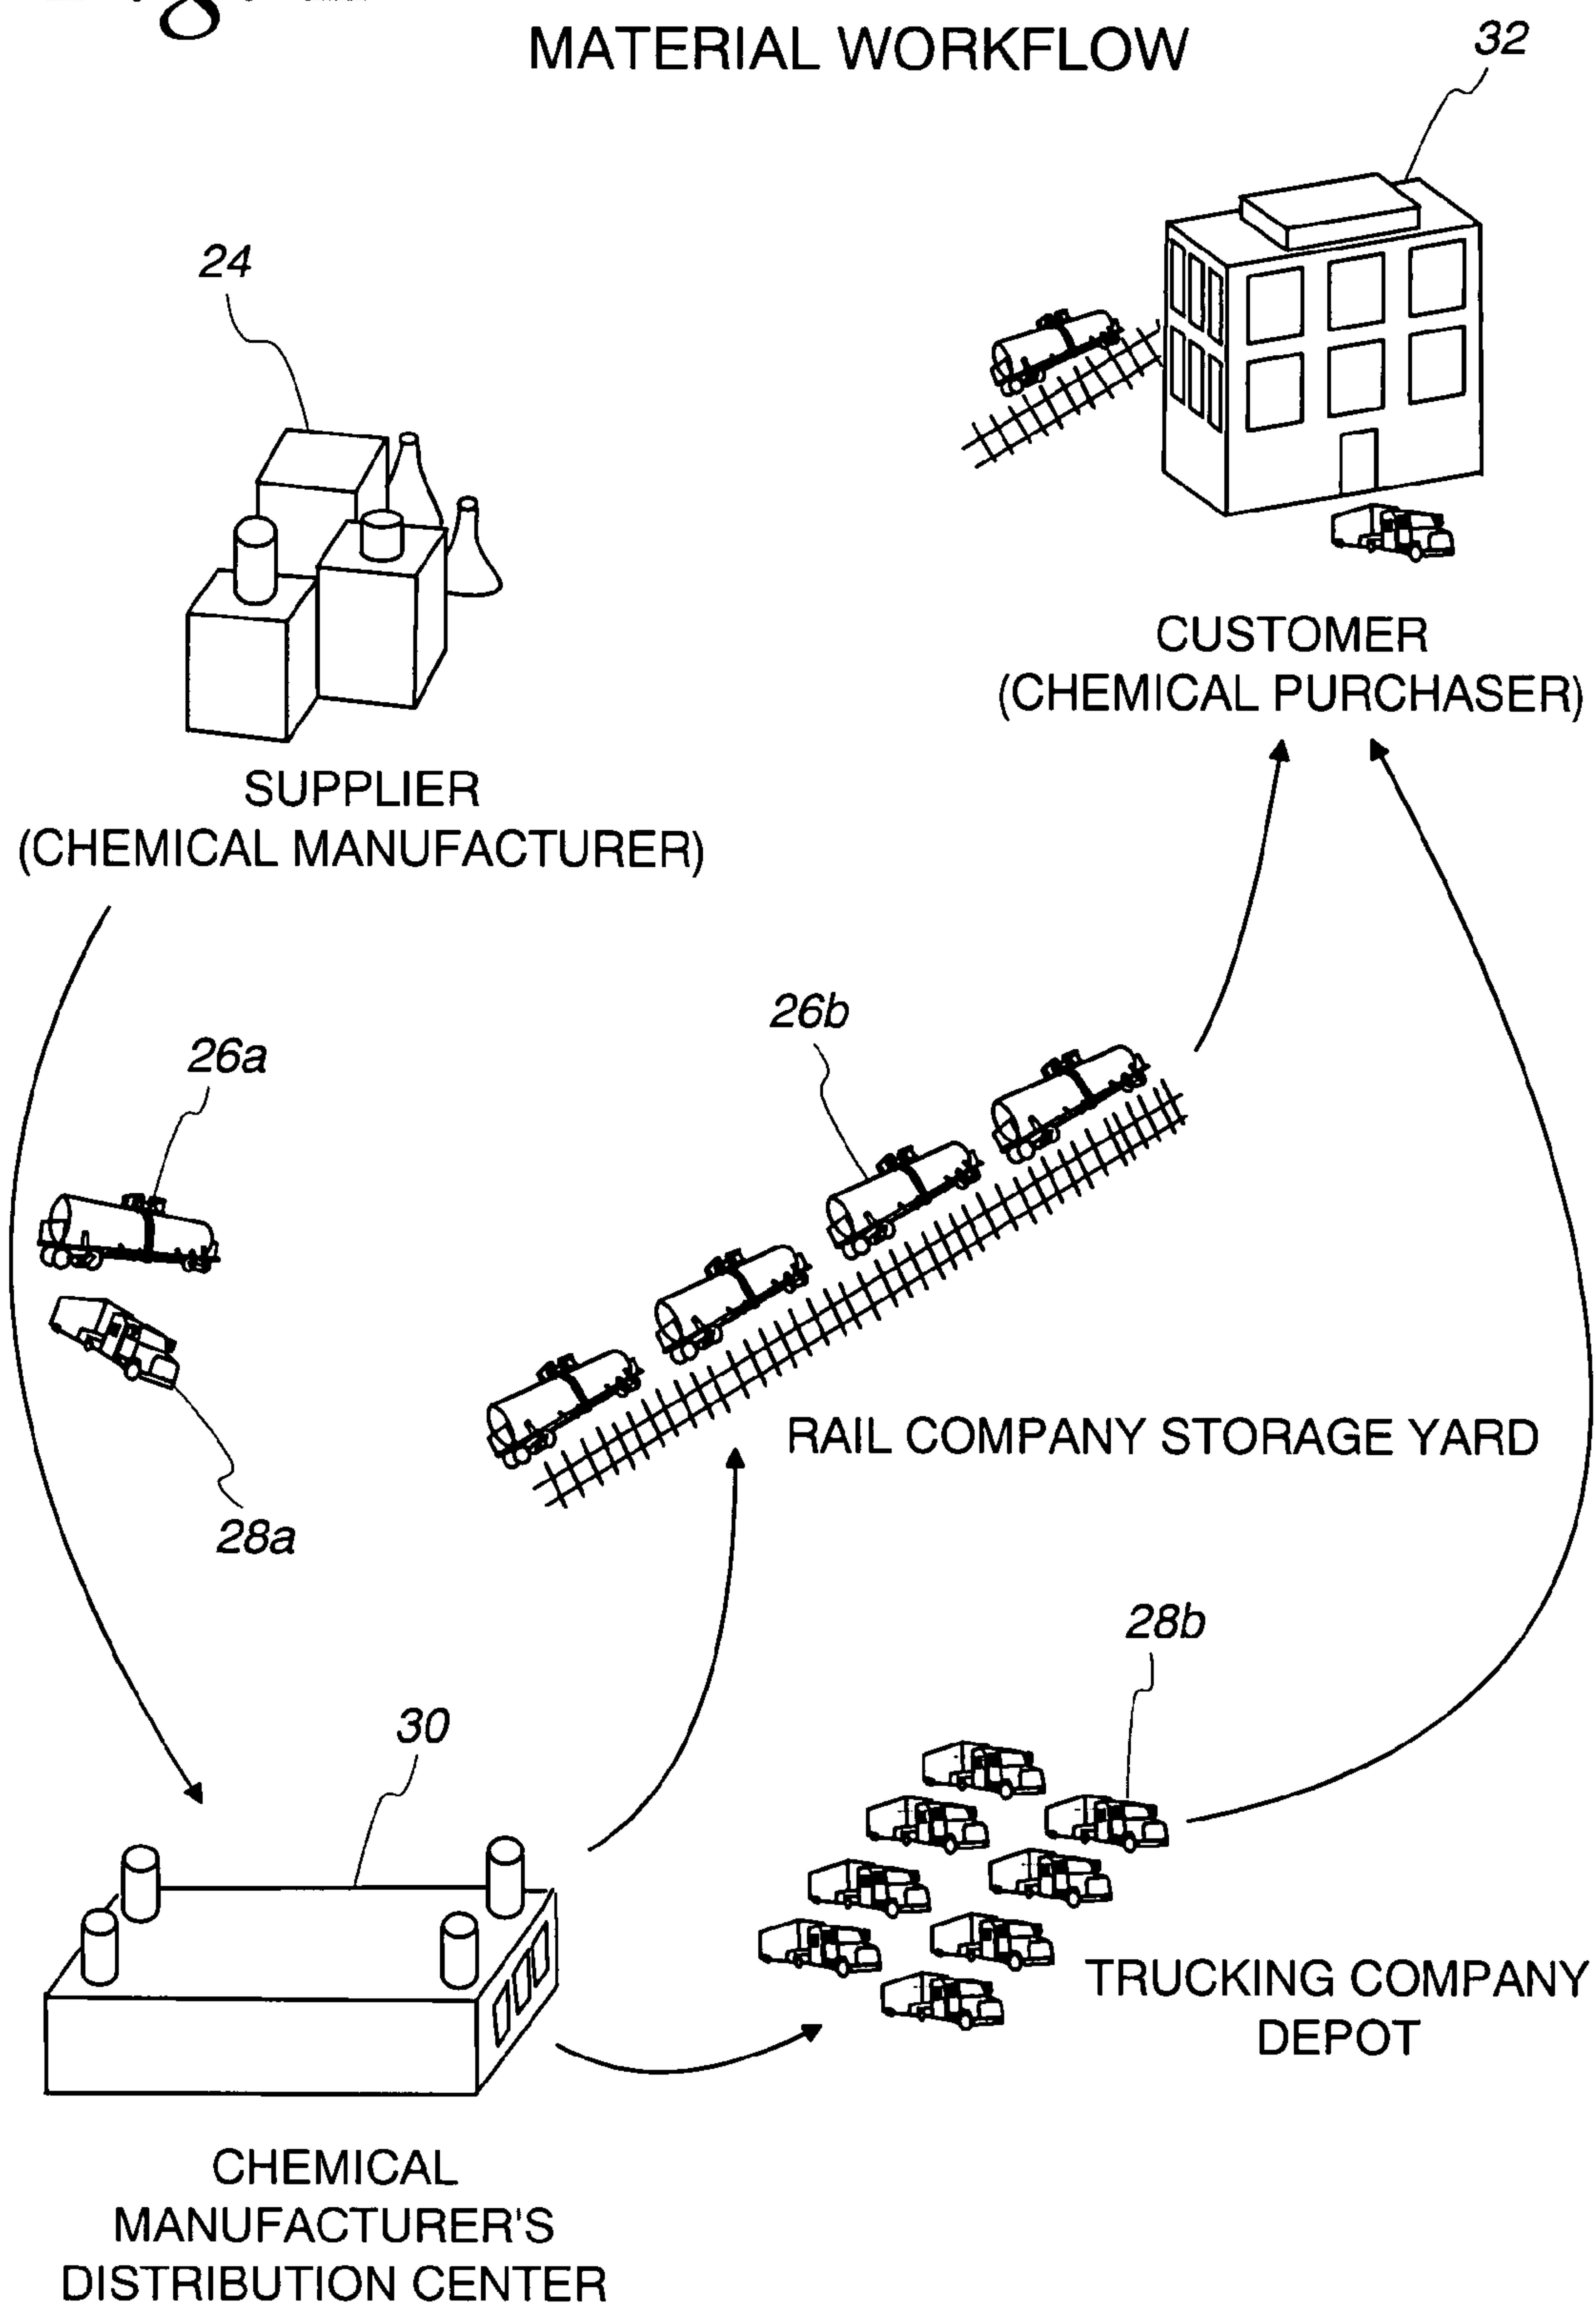 MATERIAL WORKFLOW
32
24
CUSTOMER
(CHEMICAL PURCHASER)
SUPPLIER
(CHEMICAL MANUFACTURER)
26b
26a
RAIL COMPANY STORAGE YARD
28a
28b
30
TRUCKING COMPANY
DEPOT
CHEMICAL
MANUFACTURER'S
DISTRIBUTION CENTER